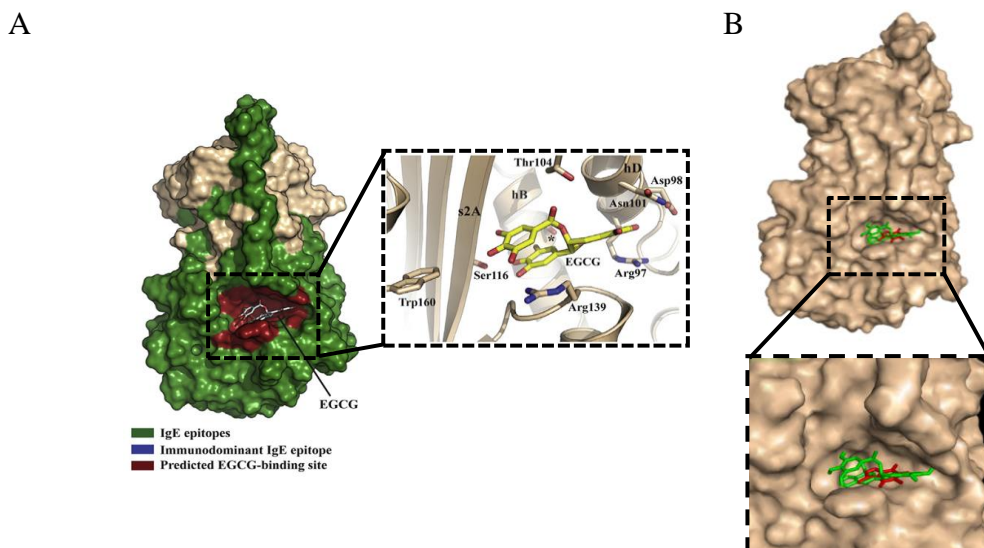 A
B
Thr104
hD
Asp98
hB
Asn101
s2A
*
EGCG
Ser116
Arg97
Trp160
Arg139
EGCG
IgE epitopes
Immunodominant IgE epitope
Predicted EGCG-binding site